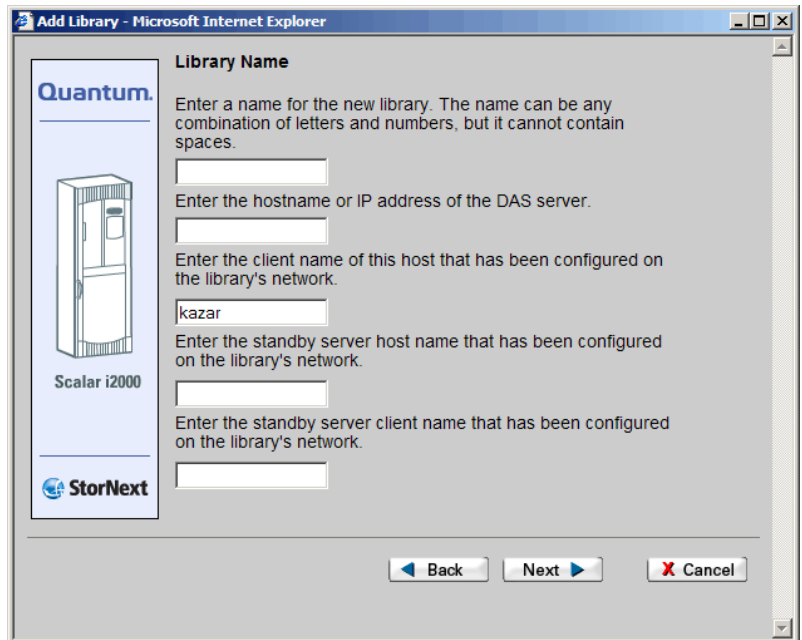 Add Library - Microsoft Internet Explorer
Library Name
Quantum.
Enter a name for the new library. The name can be any
combination of letters and numbers, but it cannot contain
spaces.
Enter the hostname or IP address of the DAS server.
Enter the client name of this host that has been configured on
the library's network.
kazar
Enter the standby server host name that has been configured
on the library's network.
Scalar i2000
Enter the standby server client name that has been configured
on the library's network.
StorNext
Back
Next
X Cancel